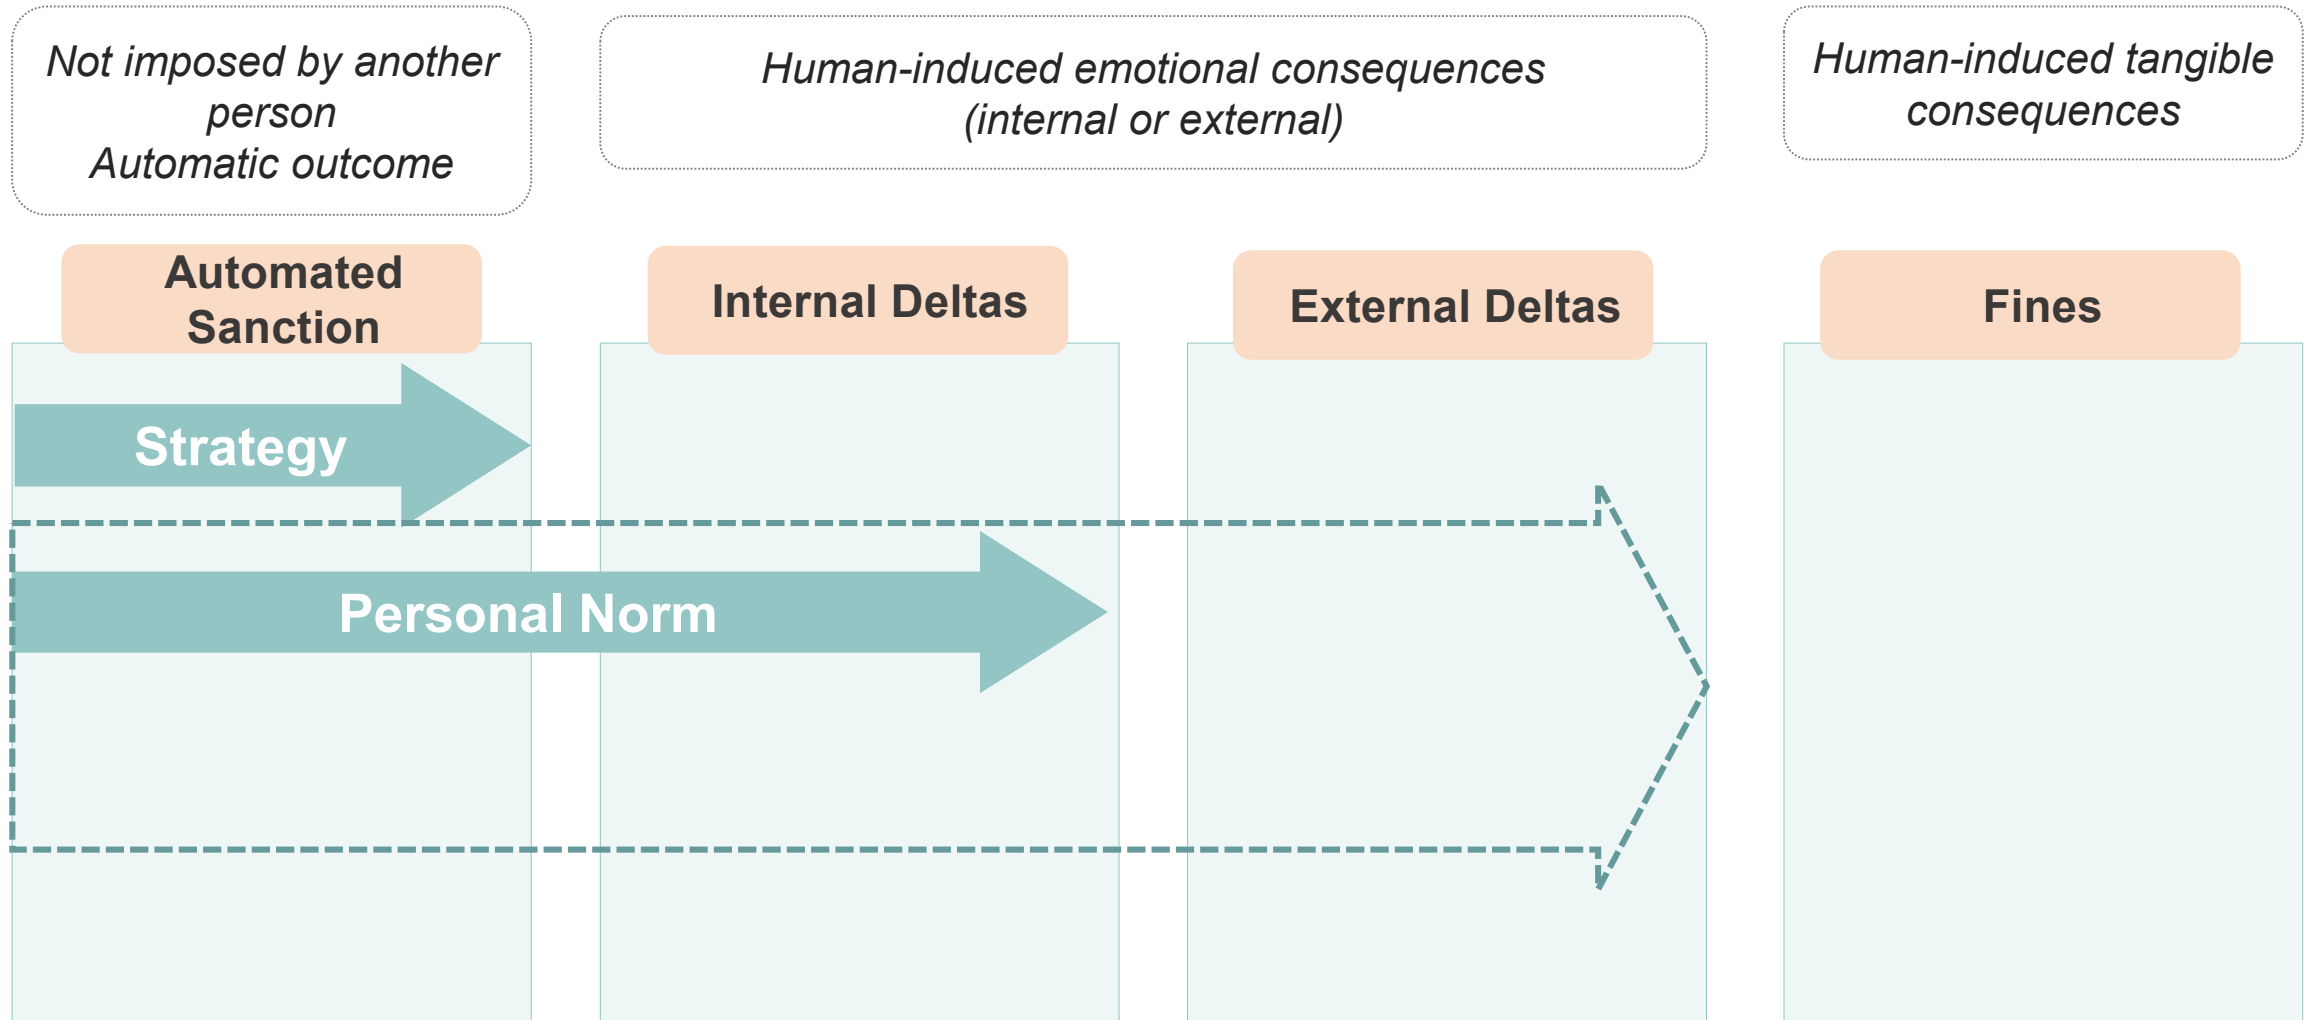 Not imposed by another
person
Automatic outcome
Human-induced emotional consequences
(internal or external)
Human-induced tangible
consequences
Automated
Sanction
Internal Deltas
External Deltas
Fines
Strategy
Personal Norm